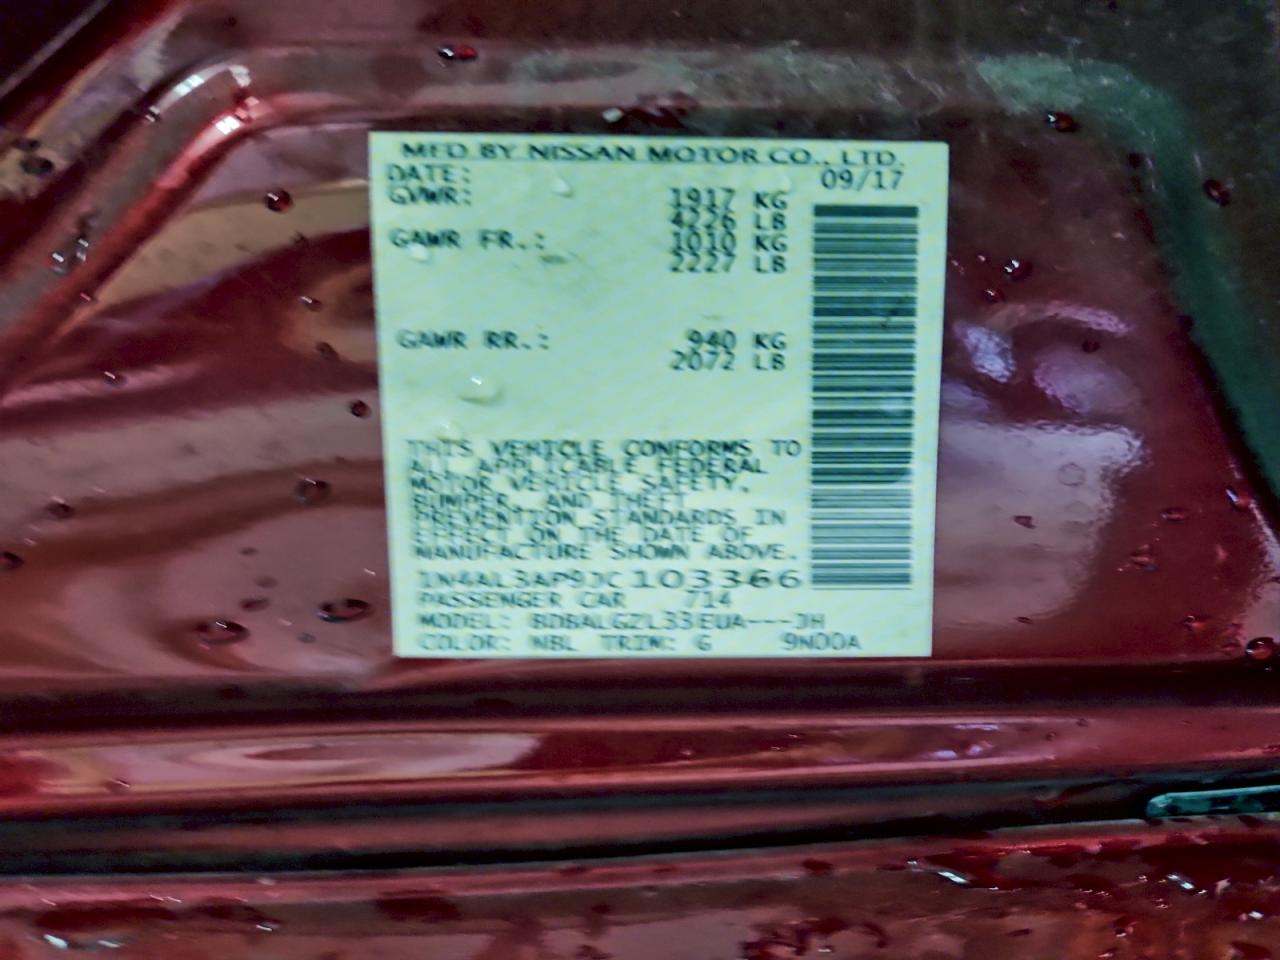 MFD BY NISSAN MOTOR CO., LTD.
DATE: 09/17
GVWR: 1917 KG
4226 LB
GAWR FR.: 1010 KG
2227 LB
GAWR RR.: 940 KG
2072 LB
THIS VEHICLE CONFORMS TO
ALL APPLICABLE FEDERAL
MOTOR VEHICLE SAFETY,
BUMPER, AND THEFT
PREVENTION STANDARDS IN
EFFECT ON THE DATE OF
MANUFACTURE SHOWN ABOVE.
1N4AL3AP9JC103366
PASSENGER CAR 714
MODEL: BDBALGZL33EUA---JH
COLOR: NBL TRIM: G 9N00A